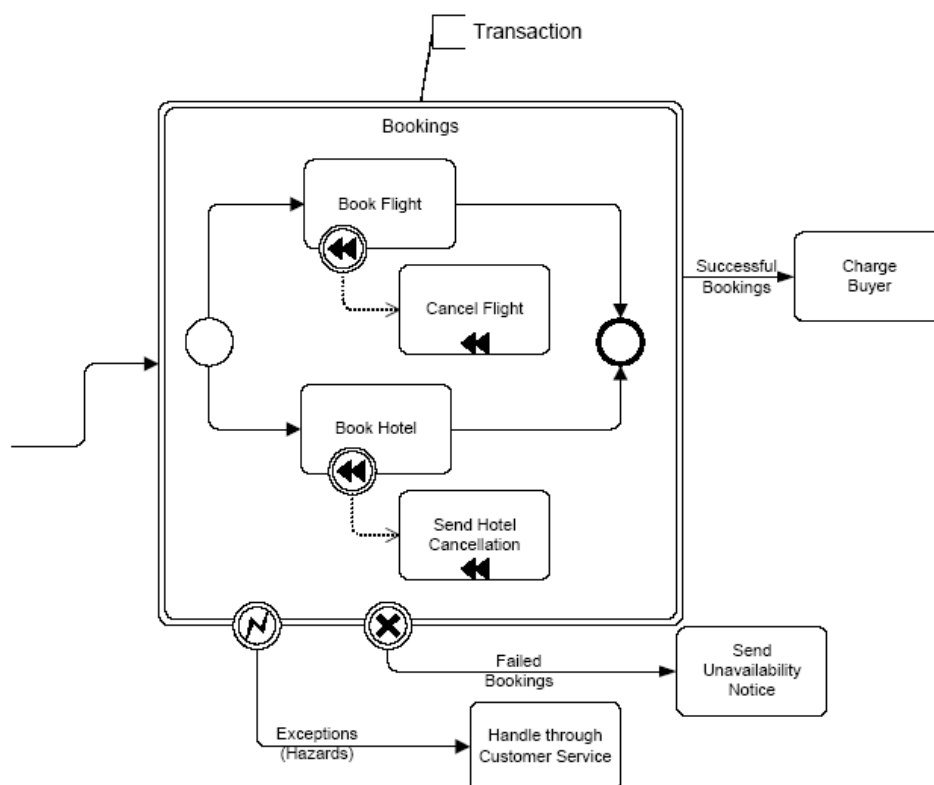 Transaction
Bookings
Book Flight
Cancel Flight
Successful
Bookings
Charge
Buyer
Book Hotel
Send Hotel
Cancellation
Failed
Bookings
Send
Unavailability
Notice
Exceptions
(Hazards)
Handle through
Customer Service